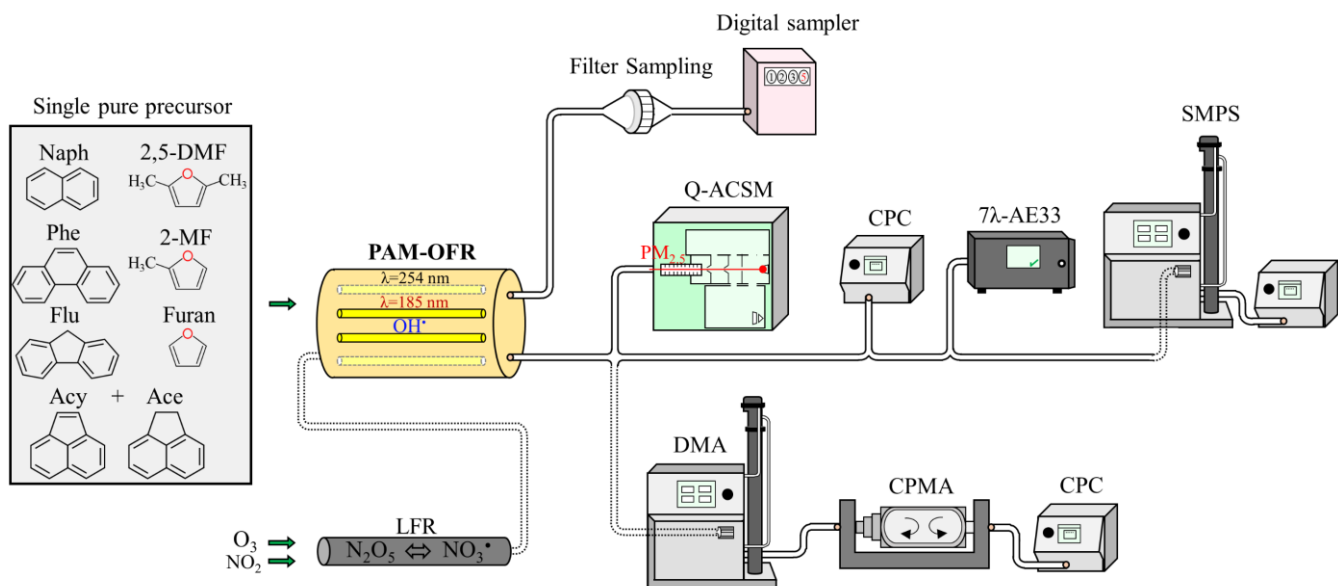 Digital sampler
Filter Sampling
①②③⑤
Single pure precursor
Naph
2,5-DMF
H₃C
O
CH₃
Phe
2-MF
H₃C
O
Flu
Furan
O
Acy + Ace
PAM-OFR
λ=254 nm
λ=185 nm
OH•
Q-ACSM
PM₂.₅
CPC
7λ-AE33
SMPS
DMA
CPMA
CPC
O₃
NO₂
LFR
N₂O₅ ⇔ NO₃•